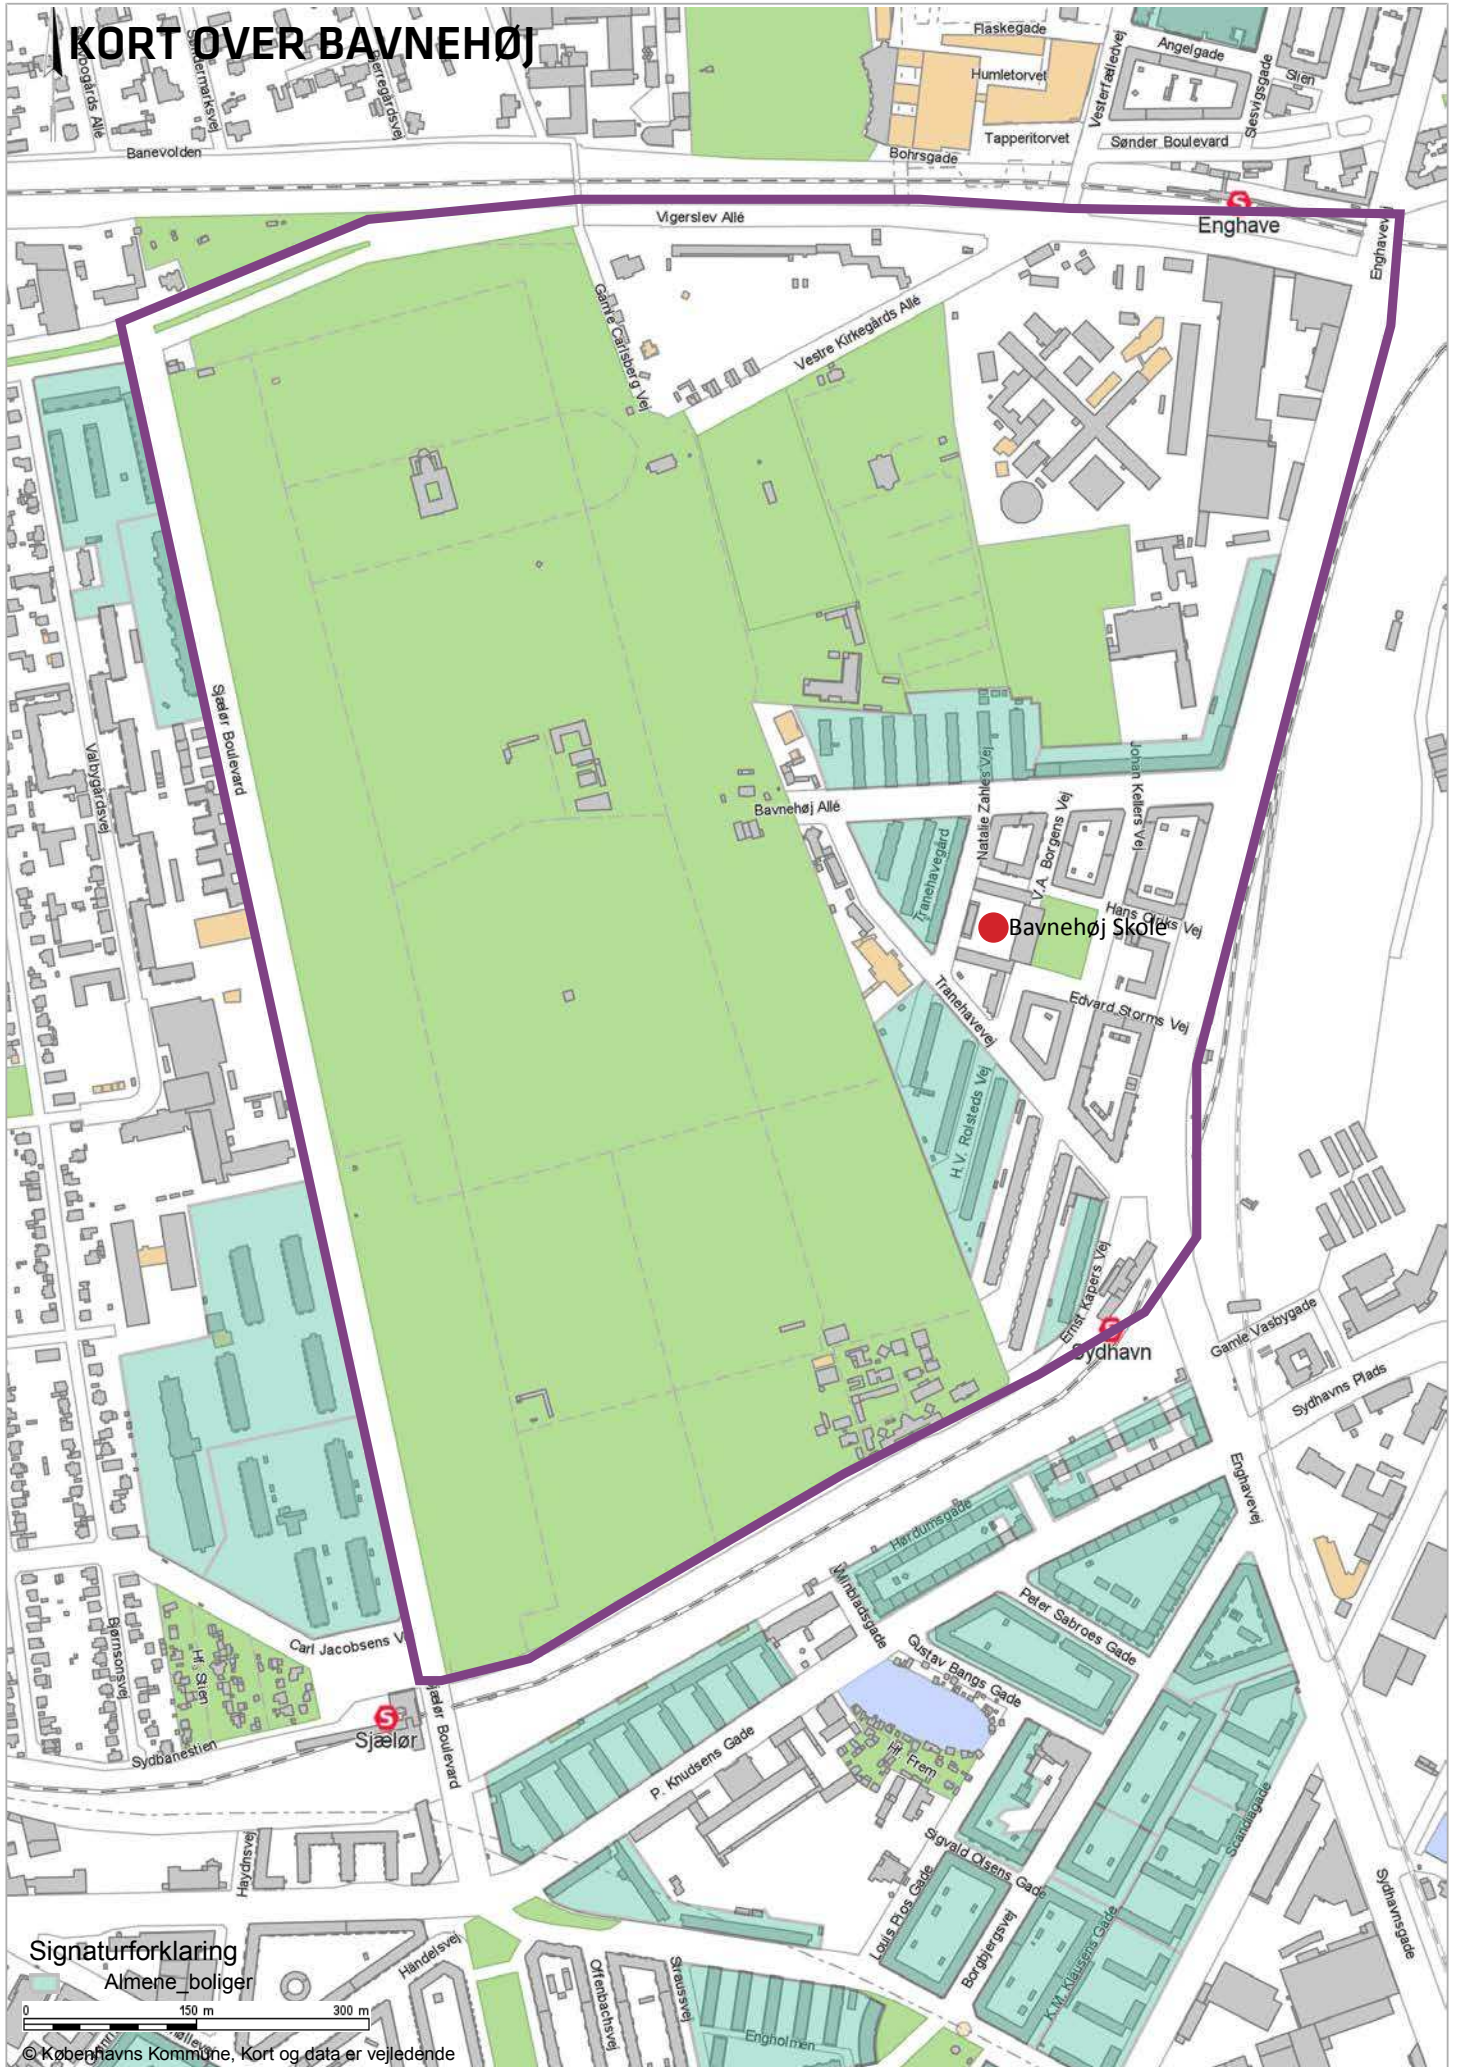 KORT OVER BAVNEHØJ
Flaskegade
Angelgade
Humletorvet
Slien
Vesterfælledvej
Slesvigsgade
Tapperitorvet
Sønder Boulevard
Bohrsgade
Banevolden
Vigerslev Allé
S
Enghave
Enghavevej
Gamle Carlsberg Vej
Vestre Kirkegårds Allé
Sjælør Boulevard
Valbygårdsvej
Bavnehøj Allé
Natalie Zahles Vej
Johan Kellers Vej
V.A. Borgens Vej
Tranehavegård
Hans Olriks Vej
Bavnehøj Skole
Tranehavevej
Edvard Storms Vej
H.V. Rolsteds Vej
Ernst Kapers Vej
Sydhavn
Gamle Vasbygade
Sydhavns Plads
Enghavevej
Hørdumsgade
Winbladsgade
Peter Sabroes Gade
Gustav Bangs Gade
Carl Jacobsens V
Bjørnsonsvej
Hf. Stien
S
Sjælør
Sjælør Boulevard
Sydbanestien
P. Knudsens Gade
Hf. Frem
Scandiagade
Sigvald Olsens Gade
Haydnsvej
Louis Pios Gade
Borgbjergsvej
K.M. Klausens Gade
Sydhavnsgade
Händelsvej
Offenbachsvej
Straussvej
Engholmen
Signaturforklaring
Almene_boliger
0 150 m 300 m
© Københavns Kommune, Kort og data er vejledende